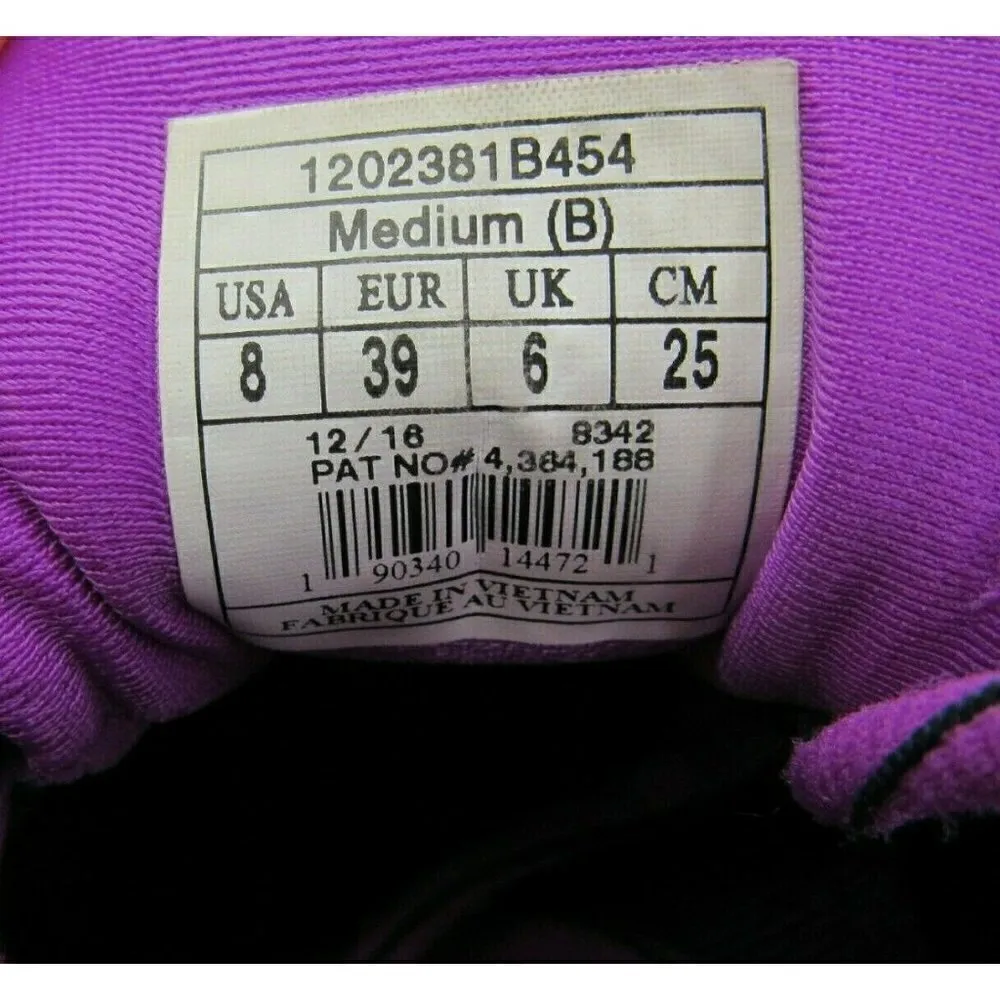 1202381B454
Medium (B)
USA EUR UK CM
8 39 6 25
12/16 8342
PAT NO# 4,364,188
1 90340 14472 1
MADE IN VIETNAM
FABRIQUE AU VIETNAM